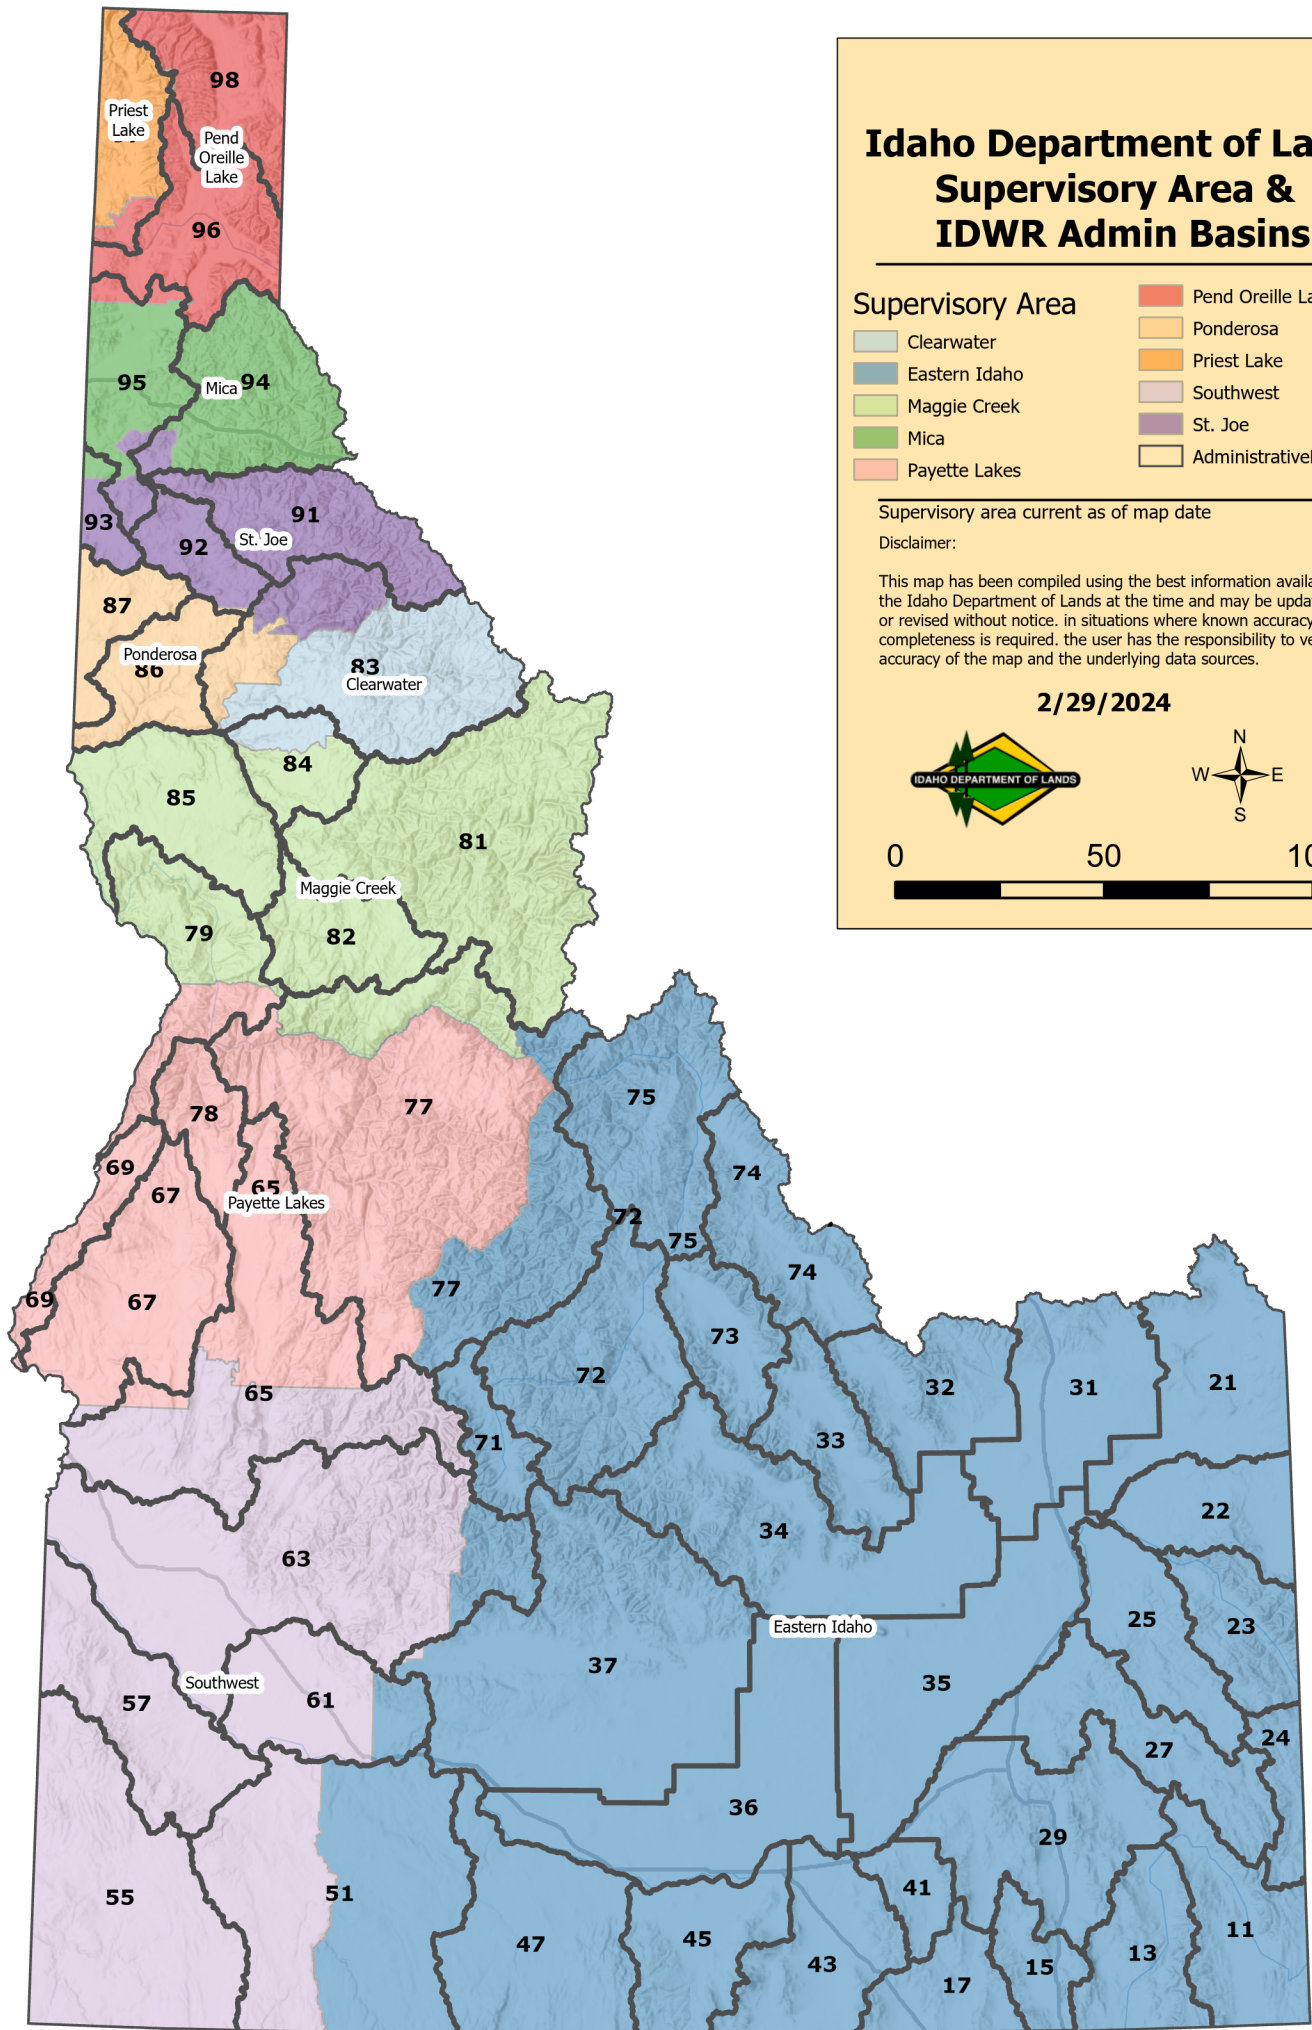 Idaho Department of La
Supervisory Area &
IDWR Admin Basins
Supervisory Area
Clearwater
Eastern Idaho
Maggie Creek
Mica
Payette Lakes
Pend Oreille La
Ponderosa
Priest Lake
Southwest
St. Joe
Administrative
Supervisory area current as of map date
Disclaimer:
This map has been compiled using the best information availa
the Idaho Department of Lands at the time and may be upda
or revised without notice. in situations where known accuracy
completeness is required. the user has the responsibility to ve
accuracy of the map and the underlying data sources.
2/29/2024
IDAHO DEPARTMENT OF LANDS
N
W E
S
0 50 10
98
Priest
Lake
Pend
Oreille
Lake
96
95
Mica 94
91
93
92
St. Joe
87
Ponderosa
86
83
Clearwater
84
85
81
Maggie Creek
79
82
77
78
75
69
67
65
Payette Lakes
74
72
75
74
77
69
67
73
72
65
71
32
31
21
33
34
22
63
Eastern Idaho
25
23
37
35
Southwest
57
61
24
27
36
29
55
51
41
47
45
43
17
15
13
11